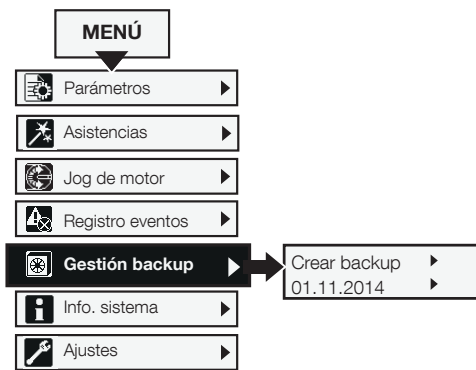 MENÚ
Parámetros
Asistencias
Jog de motor
Registro eventos
Gestión backup
Crear backup
01.11.2014
Info. sistema
Ajustes